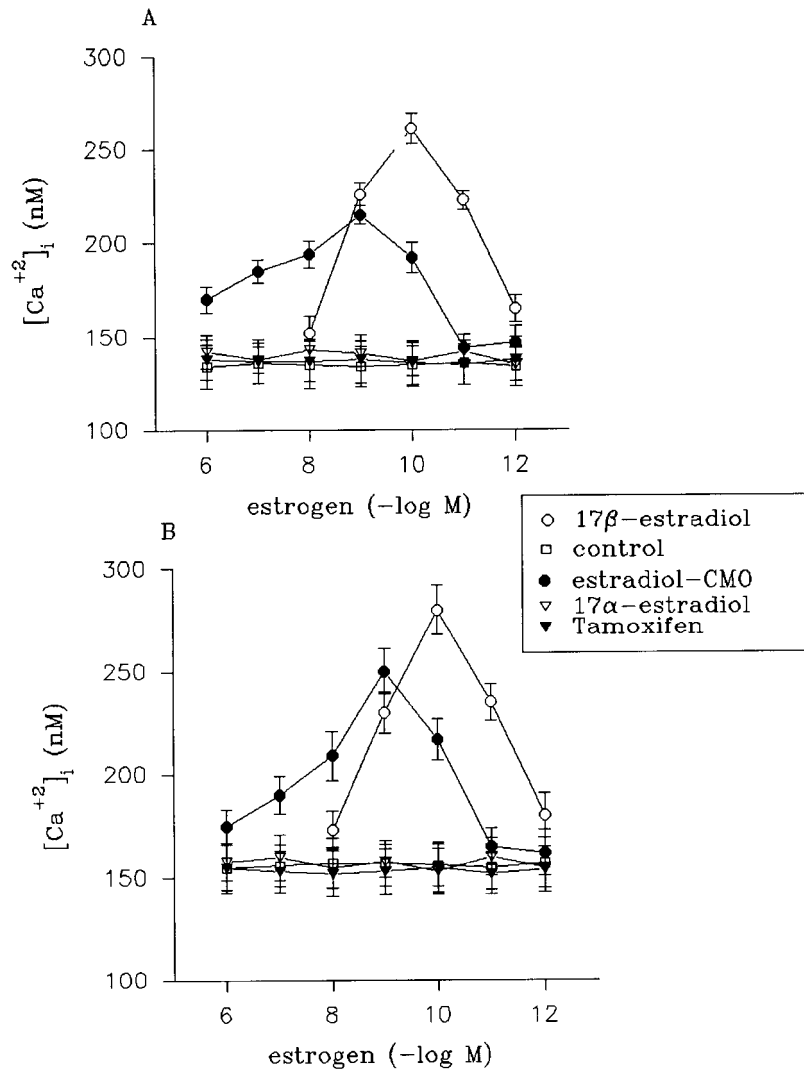 A
300
250
200
150
100
[Ca+2]i (nM)
6 8 10 12
estrogen (-log M)
17β-estradiol
control
estradiol-CMO
17α-estradiol
Tamoxifen
B
300
250
200
150
100
[Ca+2]i (nM)
6 8 10 12
estrogen (-log M)